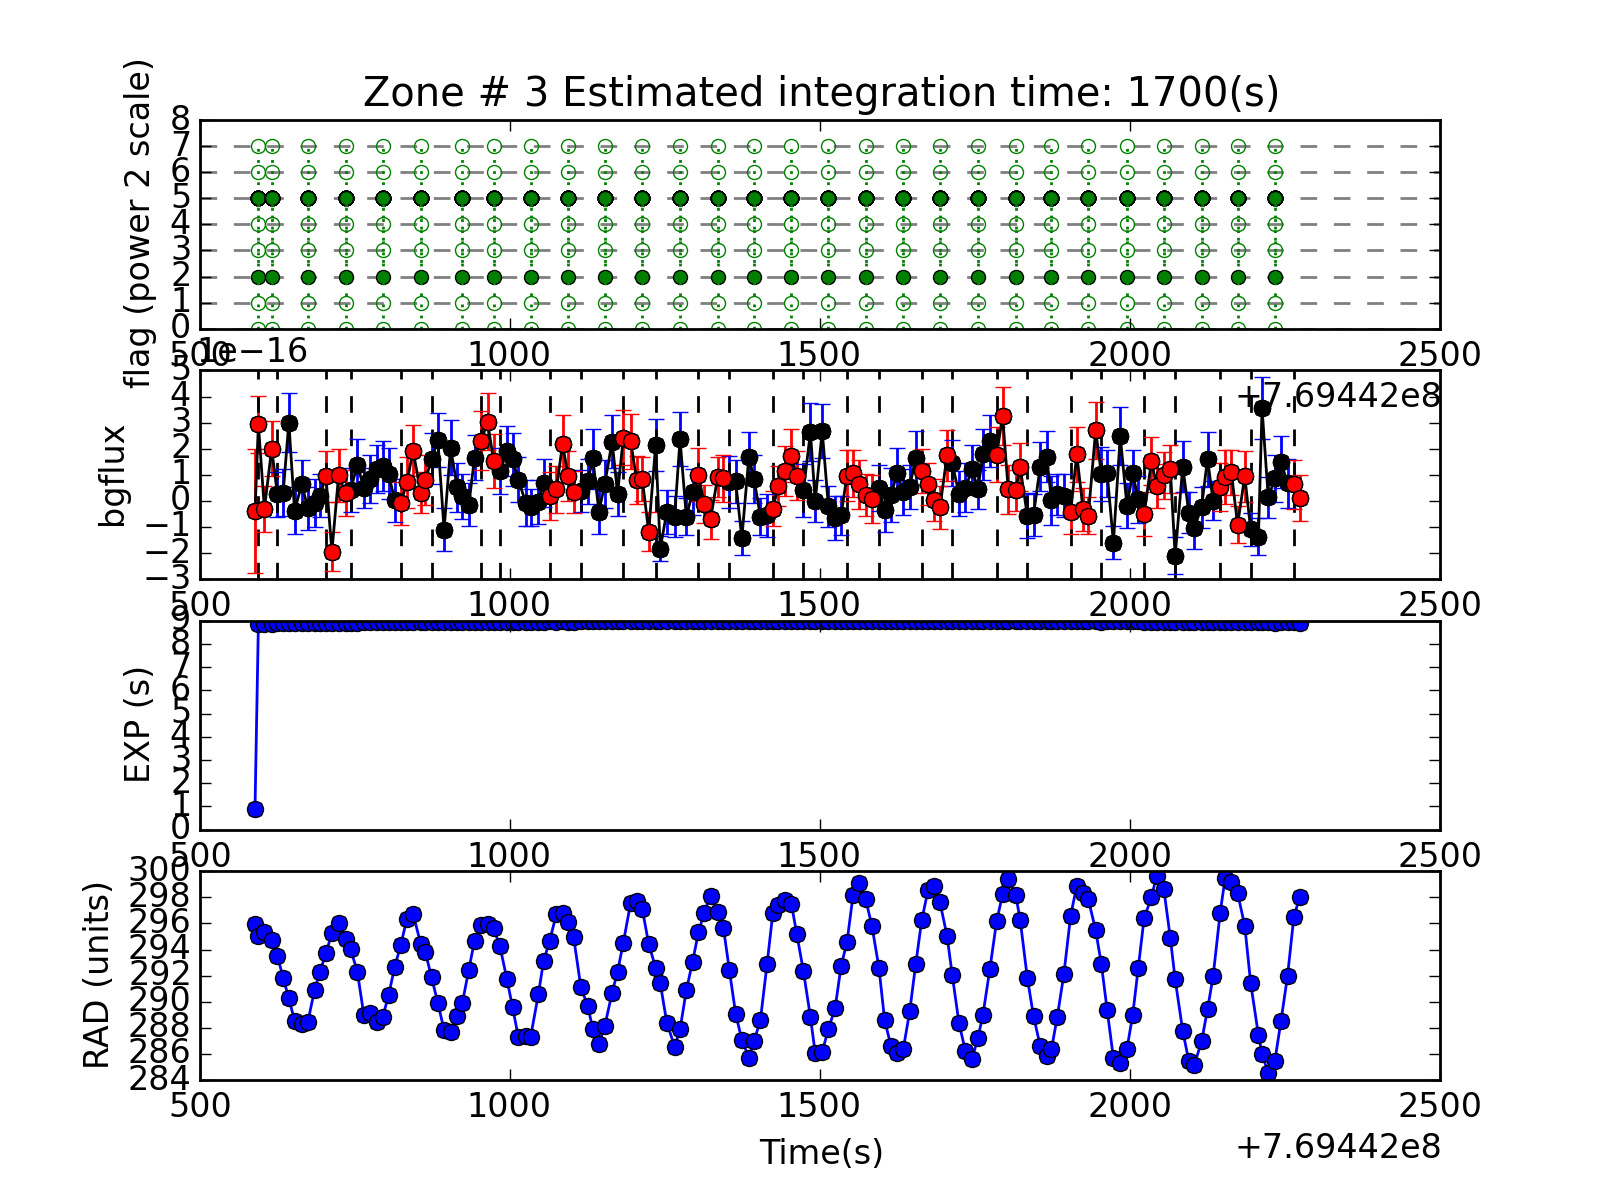 Zone # 3 Estimated integration time: 1700(s)
flag (power 2 scale)
8
7
6
5
4
3
2
1
0
500 1000 1500 2000 2500
+7.69442e8
1e−16
bgflux
5
4
3
2
1
0
−1
−2
−3
500 1000 1500 2000 2500
EXP (s)
9
8
7
6
5
4
3
2
1
0
500 1000 1500 2000 2500
RAD (units)
300
298
296
294
292
290
288
286
284
500 1000 1500 2000 2500
Time(s)
+7.69442e8